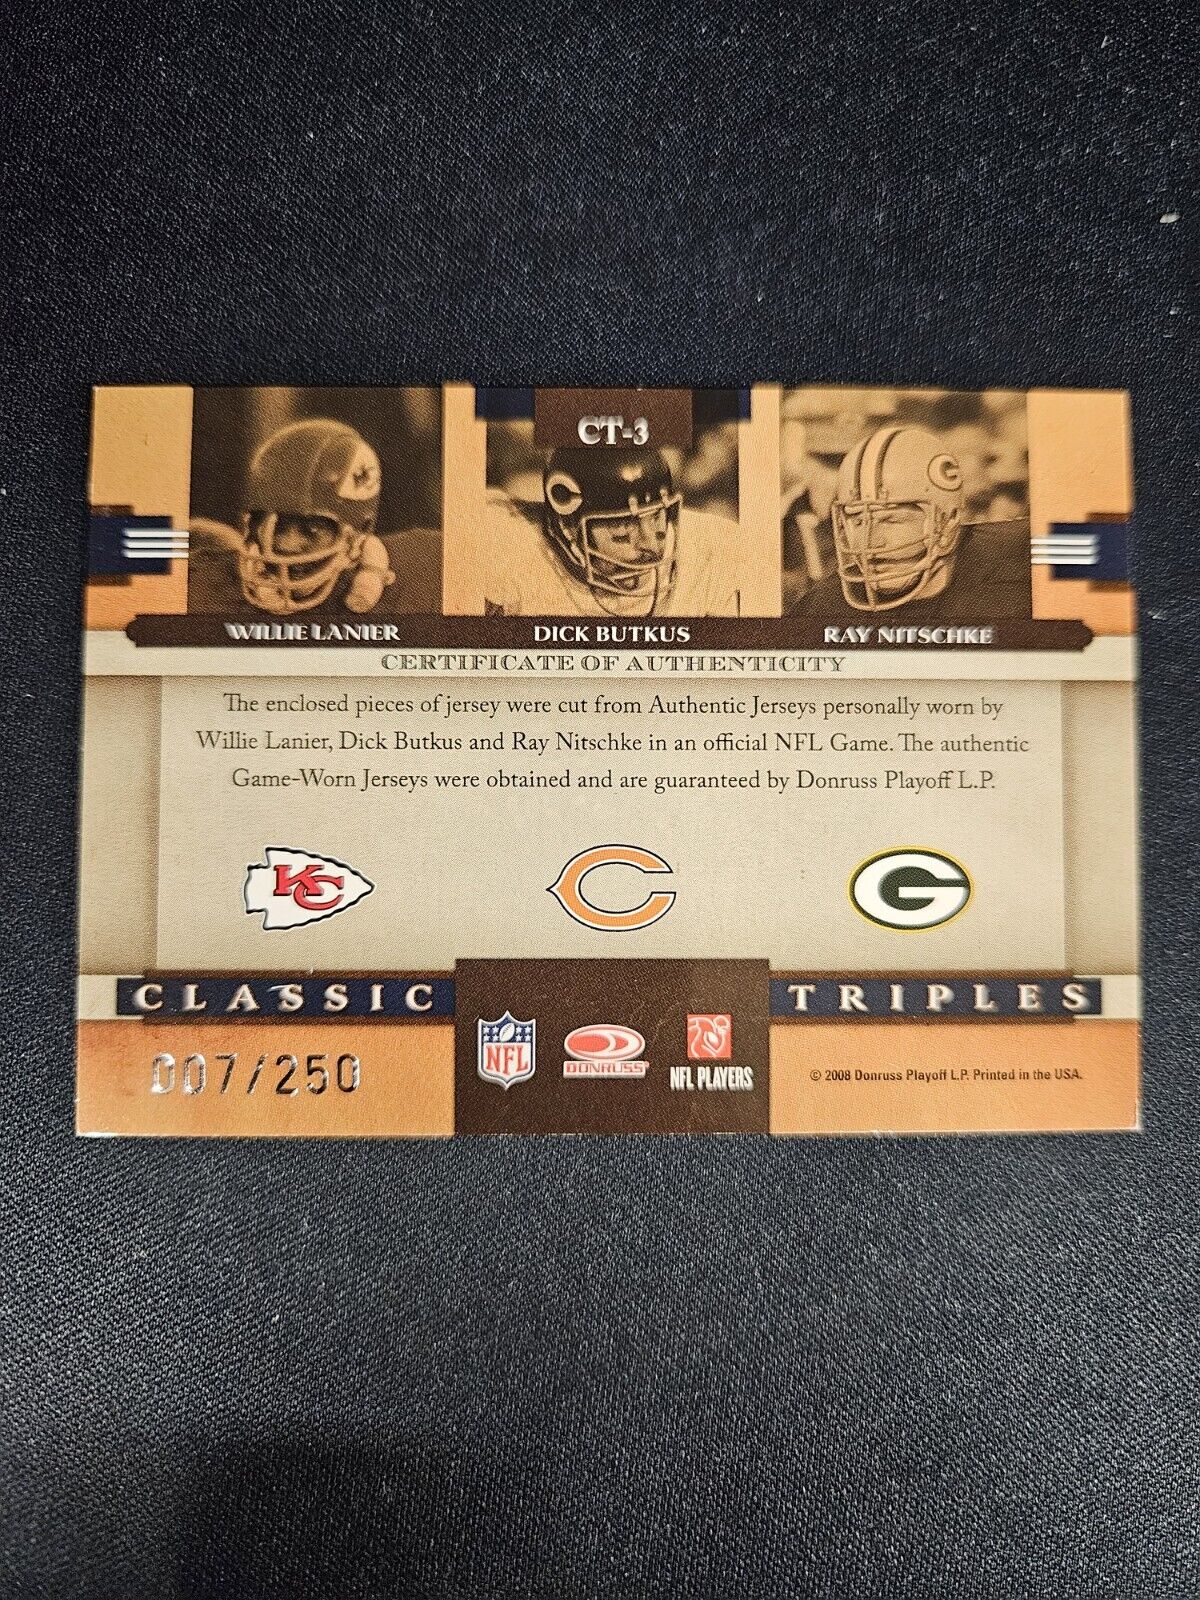 CT-3
WILLIE LANIER DICK BUTKUS RAY NITSCHKE
CERTIFICATE OF AUTHENTICITY
The enclosed pieces of jersey were cut from Authentic Jerseys personally worn by
Willie Lanier, Dick Butkus and Ray Nitschke in an official NFL Game. The authentic
Game-Worn Jerseys were obtained and are guaranteed by Donruss Playoff L.P.
KC C G
CLASSIC TRIPLES
007/250
NFL
DONRUSS
NFL PLAYERS
© 2008 Donruss Playoff L.P. Printed in the USA.